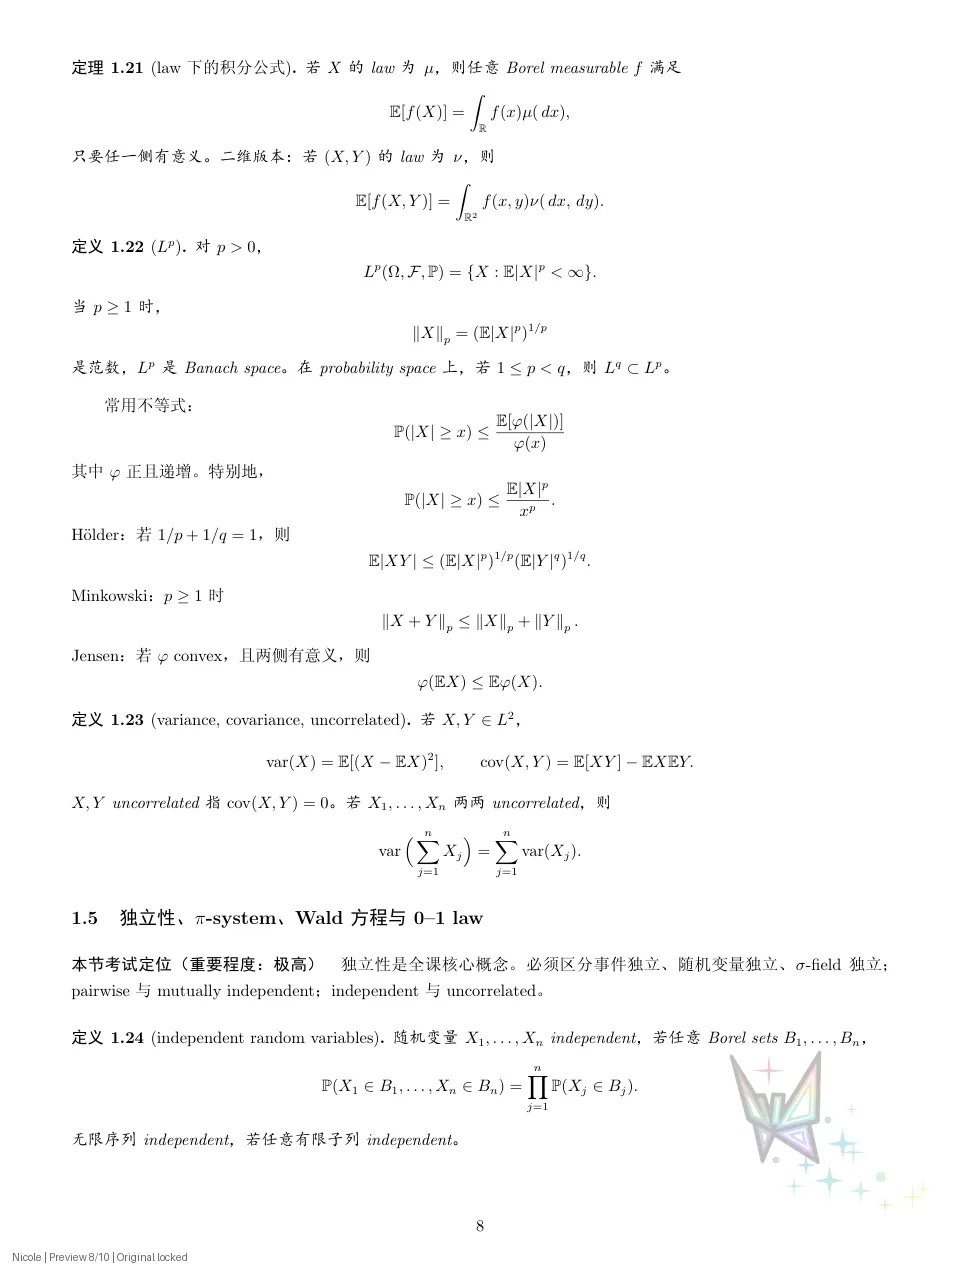 定理 1.21 (law 下的积分公式). 若 X 的 law 为 μ，则任意 Borel measurable f 满足
𝔼[f(X)] = ∫_ℝ f(x)μ( dx),
只要任一侧有意义。二维版本：若 (X, Y) 的 law 为 ν，则
𝔼[f(X, Y)] = ∫_{ℝ²} f(x, y)ν( dx, dy).
定义 1.22 (L^p). 对 p > 0，
L^p(Ω, ℱ, ℙ) = {X : 𝔼|X|^p < ∞}.
当 p ≥ 1 时，
‖X‖_p = (𝔼|X|^p)^{1/p}
是范数，L^p 是 Banach space。在 probability space 上，若 1 ≤ p < q，则 L^q ⊂ L^p。
常用不等式：
ℙ(|X| ≥ x) ≤ 𝔼[φ(|X|)] / φ(x)
其中 φ 正且递增。特别地，
ℙ(|X| ≥ x) ≤ 𝔼|X|^p / x^p .
Hölder：若 1/p + 1/q = 1，则
𝔼|XY| ≤ (𝔼|X|^p)^{1/p}(𝔼|Y|^q)^{1/q}.
Minkowski：p ≥ 1 时
‖X + Y‖_p ≤ ‖X‖_p + ‖Y‖_p .
Jensen：若 φ convex，且两侧有意义，则
φ(𝔼X) ≤ 𝔼φ(X).
定义 1.23 (variance, covariance, uncorrelated). 若 X, Y ∈ L²，
var(X) = 𝔼[(X − 𝔼X)²], cov(X, Y) = 𝔼[XY] − 𝔼X𝔼Y.
X, Y uncorrelated 指 cov(X, Y) = 0。若 X₁, . . . , X_n 两两 uncorrelated，则
var(∑_{j=1}^n X_j) = ∑_{j=1}^n var(X_j).
1.5 独立性、π-system、Wald 方程与 0–1 law
本节考试定位（重要程度：极高） 独立性是全课核心概念。必须区分事件独立、随机变量独立、σ-field 独立；
pairwise 与 mutually independent；independent 与 uncorrelated。
定义 1.24 (independent random variables). 随机变量 X₁, . . . , X_n independent，若任意 Borel sets B₁, . . . , B_n，
ℙ(X₁ ∈ B₁, . . . , X_n ∈ B_n) = ∏_{j=1}^n ℙ(X_j ∈ B_j).
无限序列 independent，若任意有限子列 independent。
8
Nicole | Preview 8/10 | Original locked